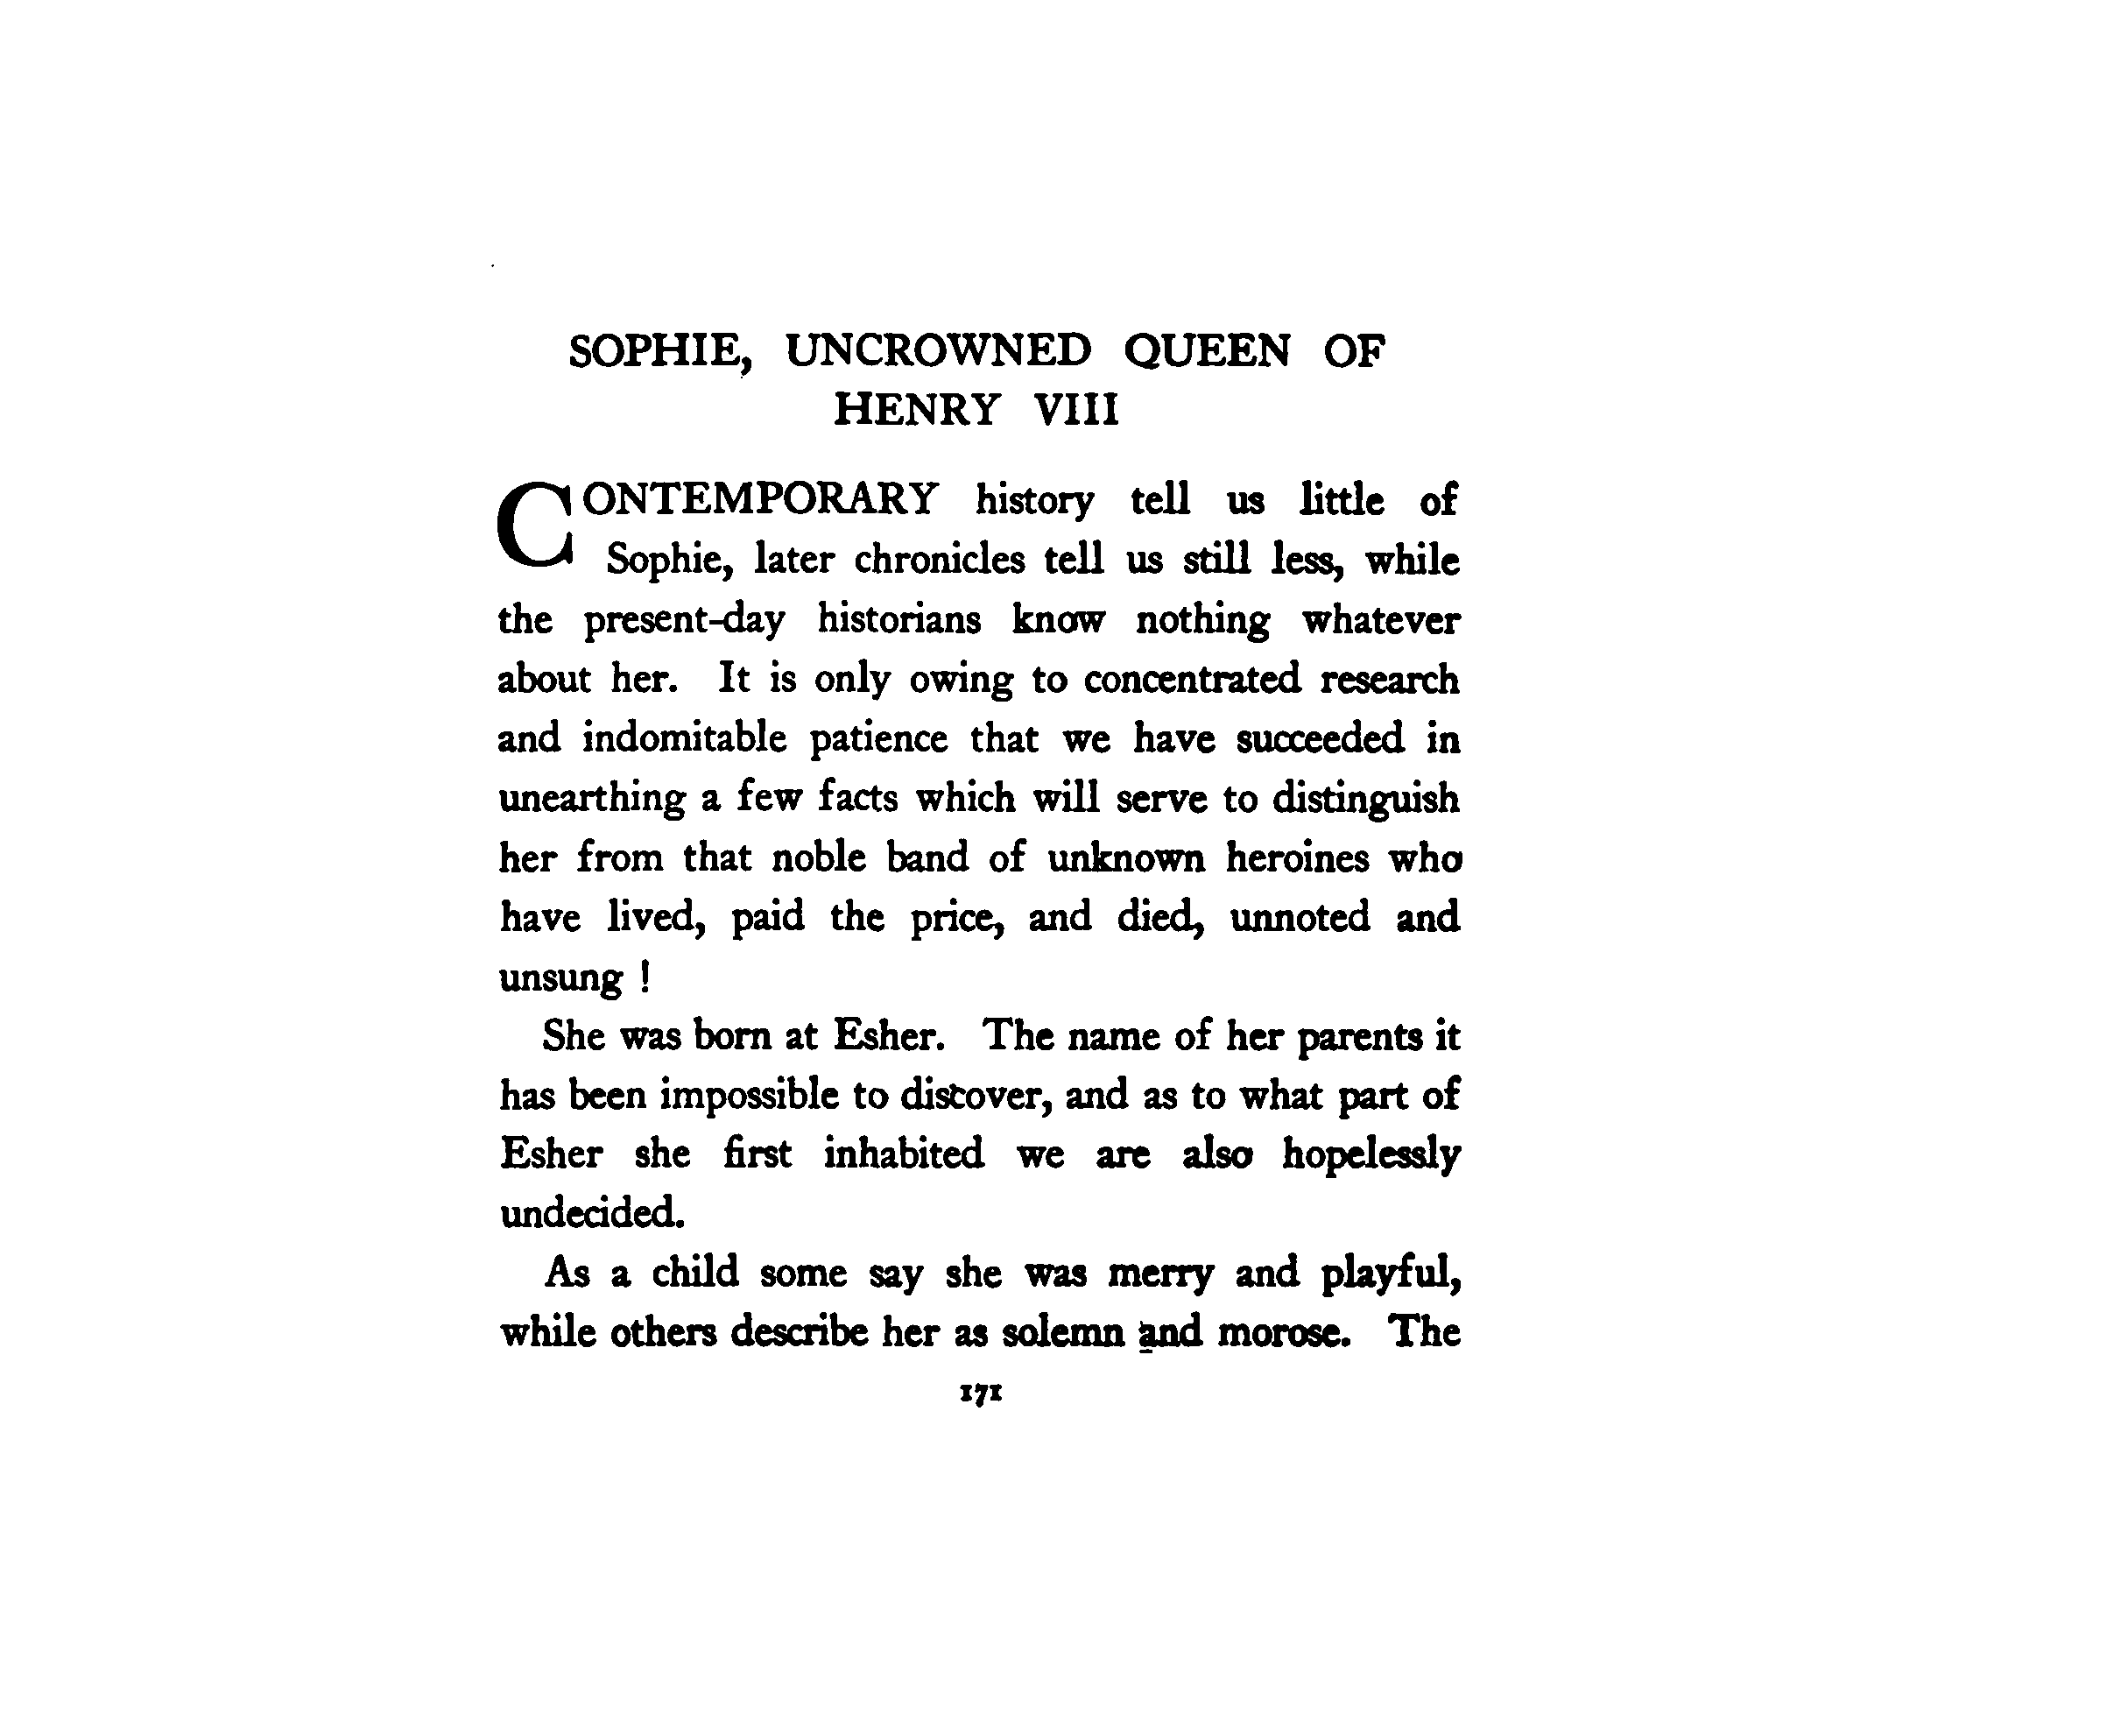 SOPHIE, UNCROWNED QUEEN OF
HENRY VIII
CONTEMPORARY history tell us little of
Sophie, later chronicles tell us still less, while
the present-day historians know nothing whatever
about her. It is only owing to concentrated research
and indomitable patience that we have succeeded in
unearthing a few facts which will serve to distinguish
her from that noble band of unknown heroines who
have lived, paid the price, and died, unnoted and
unsung !
She was born at Esher. The name of her parents it
has been impossible to discover, and as to what part of
Esher she first inhabited we are also hopelessly
undecided.
As a child some say she was merry and playful,
while others describe her as solemn and morose. The
171